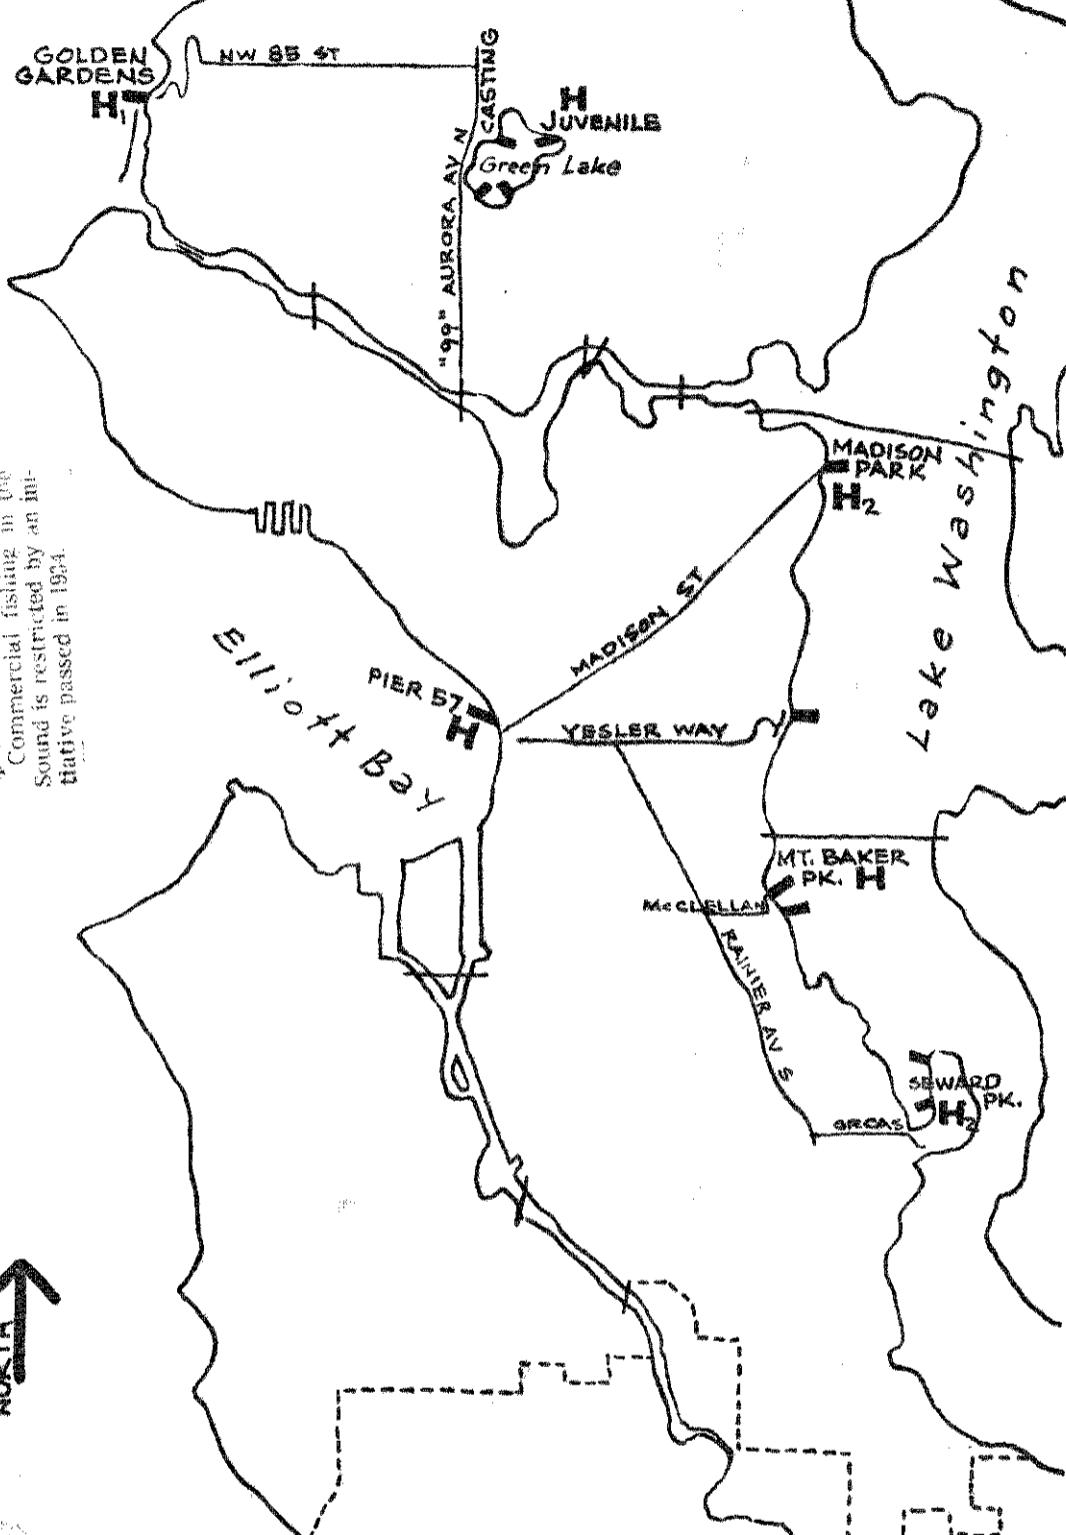 GOLDEN
GARDENS
H1
NW 85 ST
CASTING
H
JUVENILE
Green Lake
"99" AURORA AV N
Lake Washington
MADISON
PARK
H2
Commercial fishing in the
Sound is restricted by an ini-
tiative passed in 1934.
MADISON ST
Elliott Bay
PIER 57
H
YESLER WAY
MT. BAKER
PK. H
McCLELLAN
RAINIER AV S
SEWARD
PK.
H2
ORCAS
NORTH